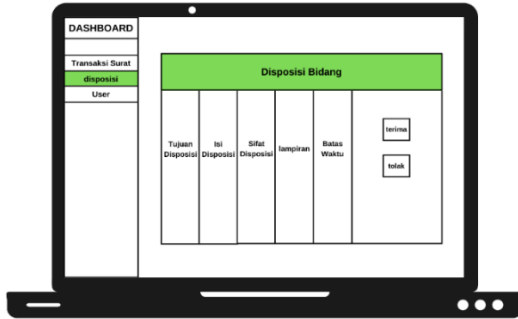 DASHBOARD
Transaksi Surat
disposisi
User
Disposisi Bidang
Tujuan
Disposisi
Isi
Disposisi
Sifat
Disposisi
lampiran
Batas
Waktu
terima
tolak